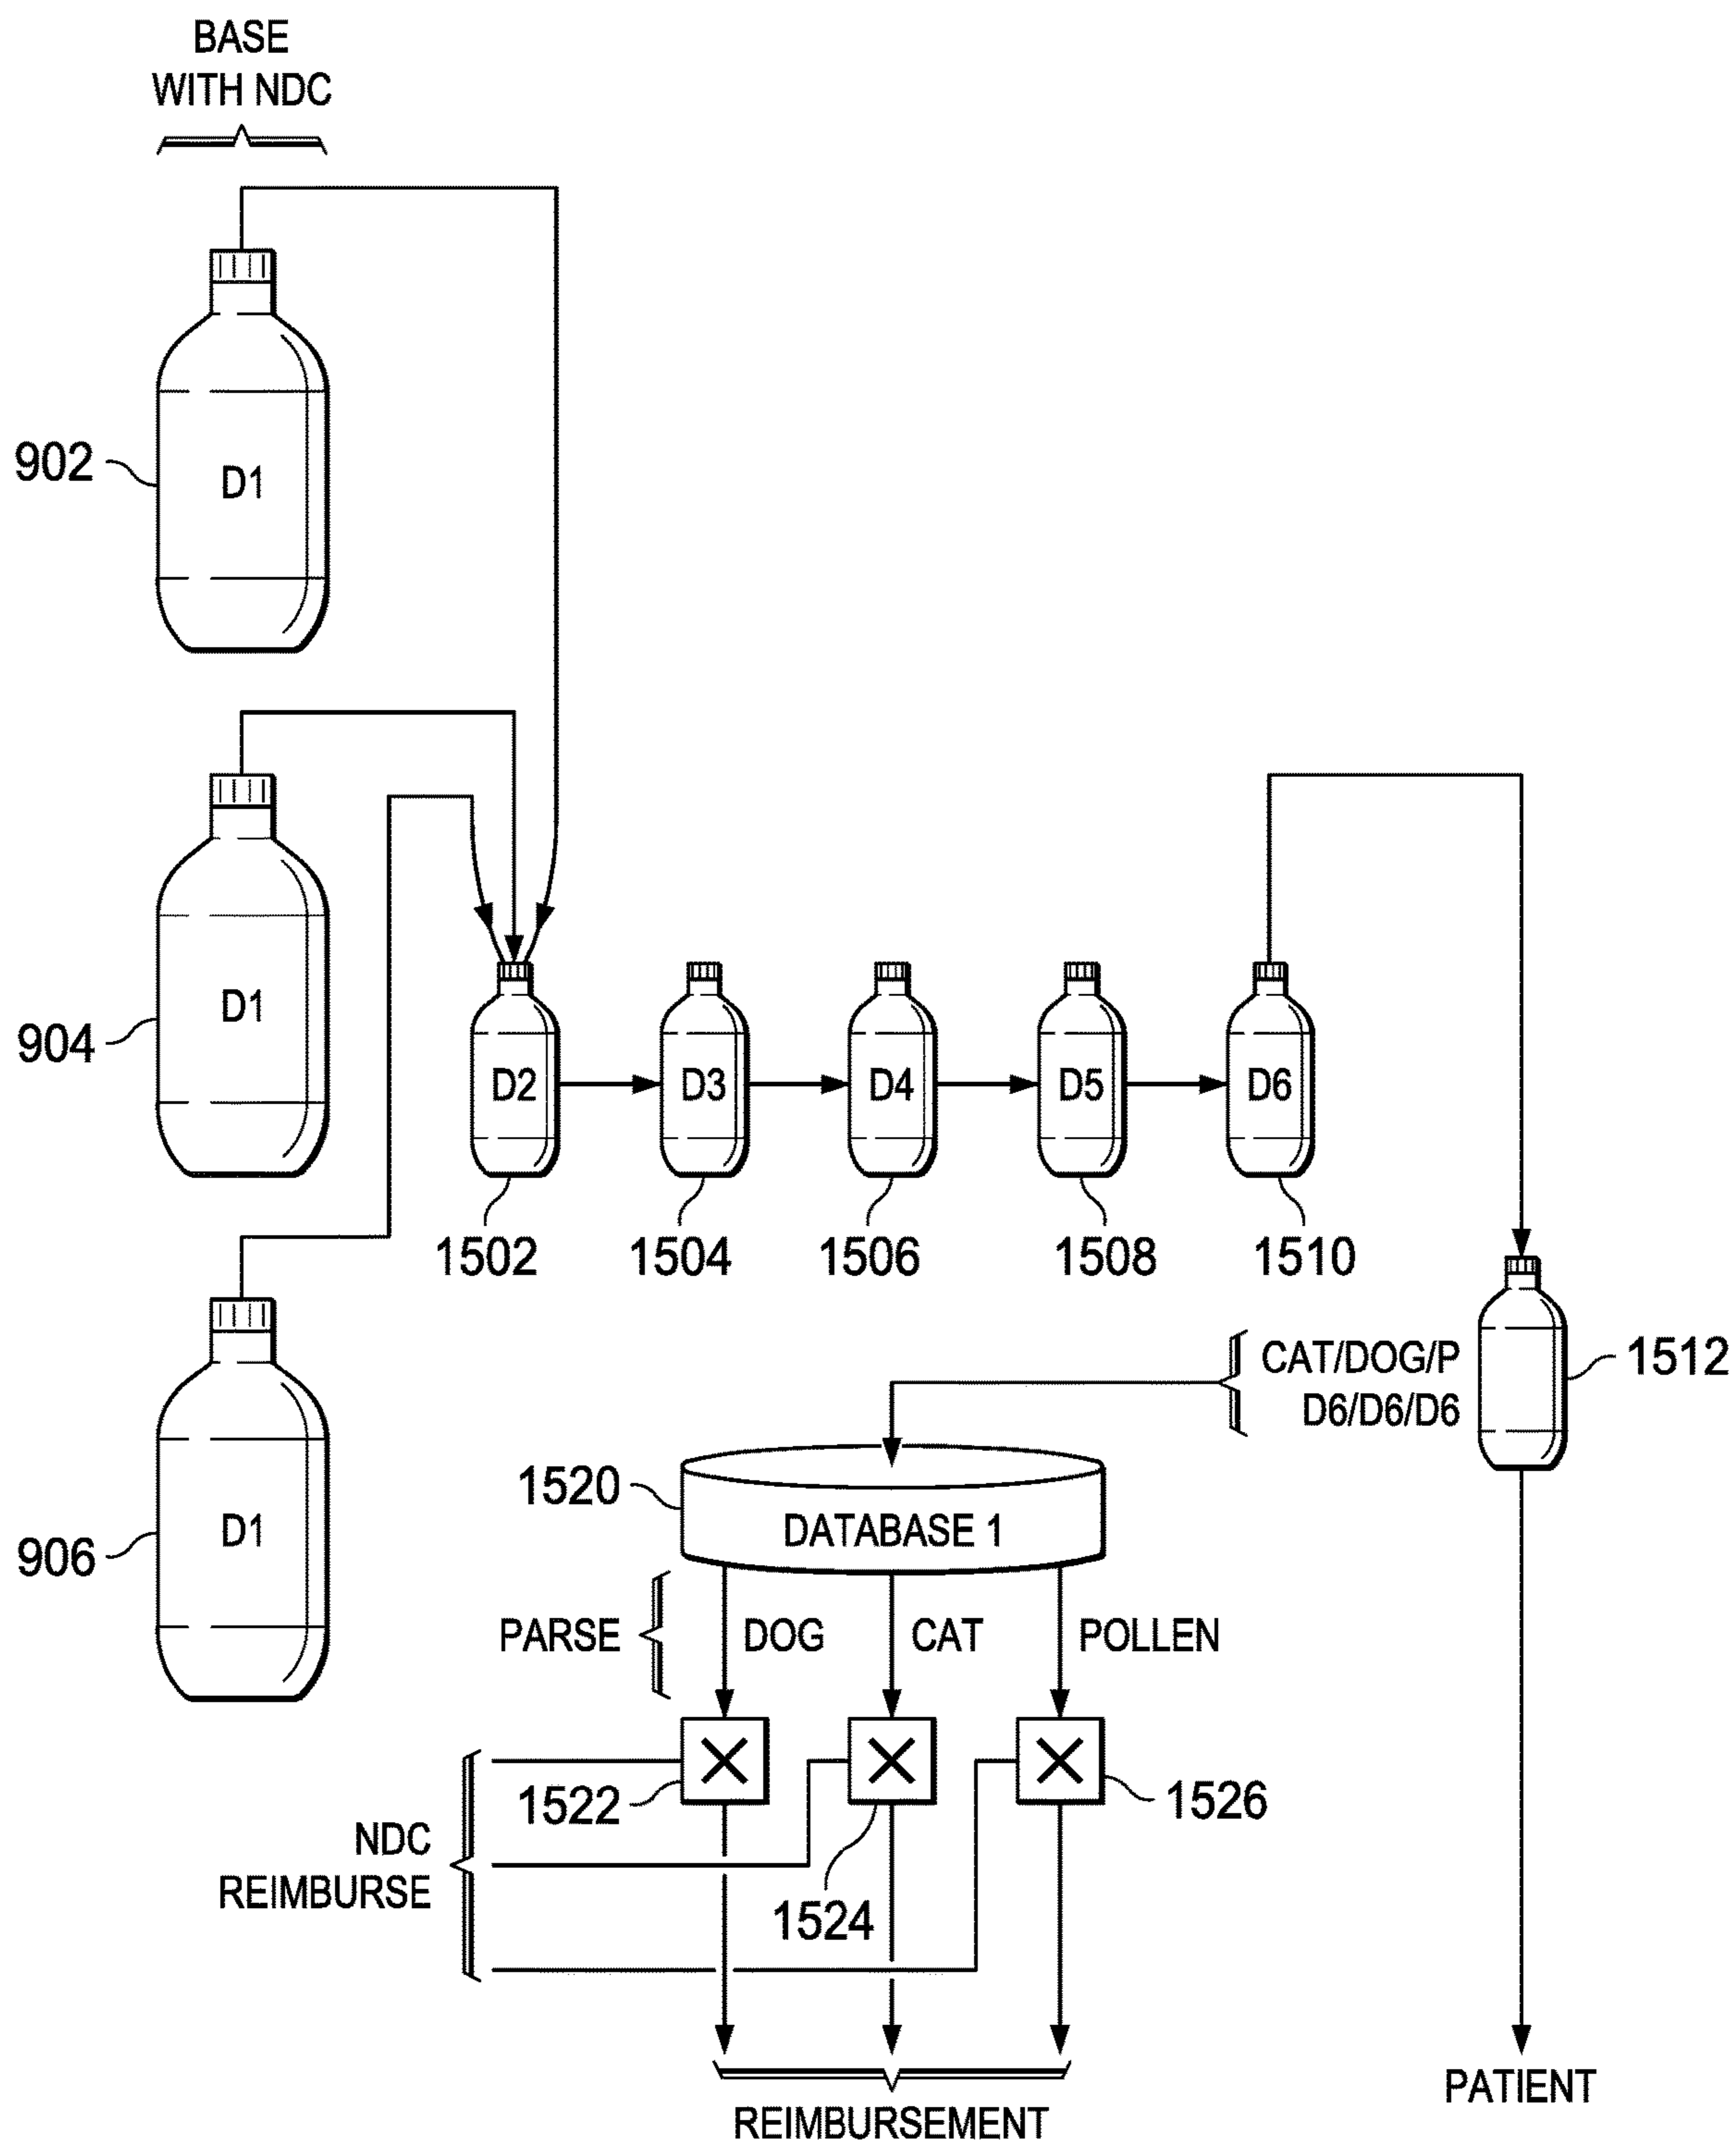 BASE
WITH NDC
D1
902
D1
904
D2
D3
D4
D5
D6
1502
1504
1506
1508
1510
CAT/DOG/P
D6/D6/D6
1512
D1
906
1520
DATABASE 1
PARSE
DOG
CAT
POLLEN
1522
1524
1526
NDC
REIMBURSE
REIMBURSEMENT
PATIENT